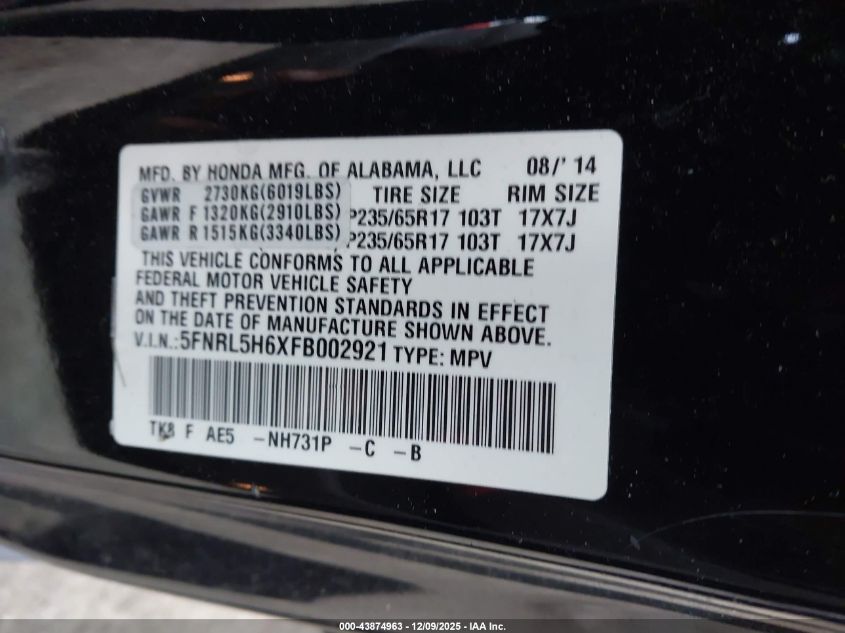 MFD. BY HONDA MFG. OF ALABAMA, LLC 08/' 14
GVWR 2730KG(6019LBS) TIRE SIZE RIM SIZE
GAWR F 1320KG(2910LBS) P235/65R17 103T 17X7J
GAWR R 1515KG(3340LBS) P235/65R17 103T 17X7J
THIS VEHICLE CONFORMS TO ALL APPLICABLE
FEDERAL MOTOR VEHICLE SAFETY
AND THEFT PREVENTION STANDARDS IN EFFECT
ON THE DATE OF MANUFACTURE SHOWN ABOVE.
V.I.N.:5FNRL5H6XFB002921 TYPE: MPV
TK8 F AE5 -NH731P -C -B
000-43874963 - 12/09/2025 - IAA Inc.